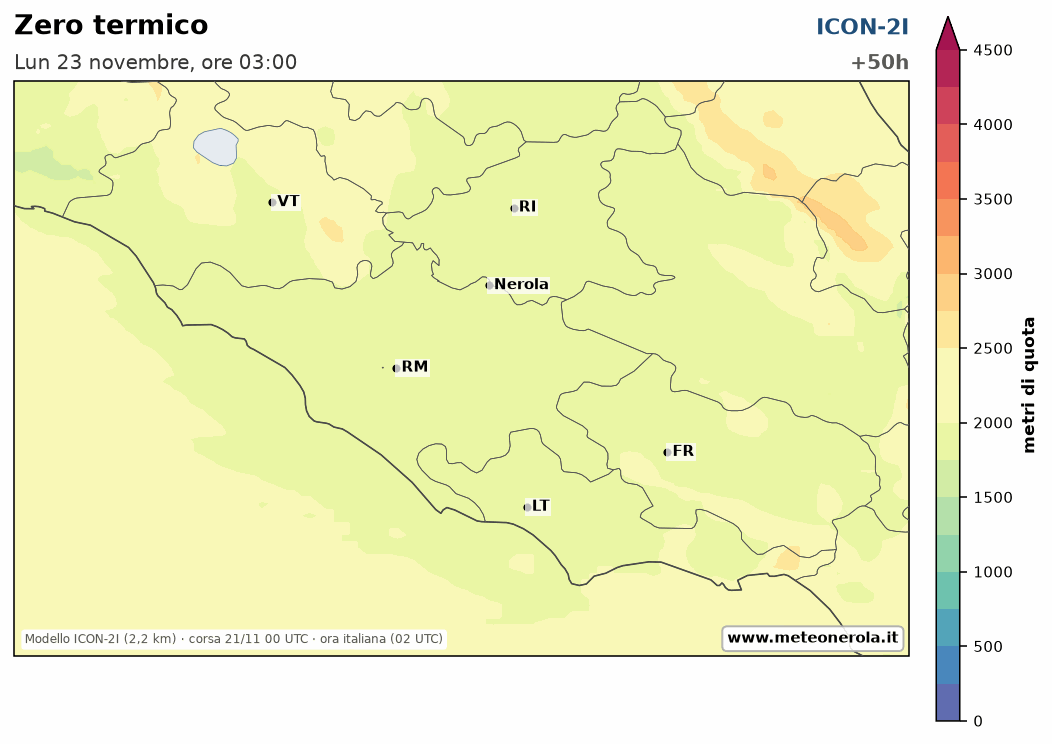 Zero termico
ICON-2I
Lun 23 novembre, ore 03:00
+50h
VT
RI
Nerola
RM
FR
LT
Modello ICON-2I (2,2 km) · corsa 21/11 00 UTC · ora italiana (02 UTC)
www.meteonerola.it
4500
4000
3500
3000
2500
2000
1500
1000
500
0
metri di quota